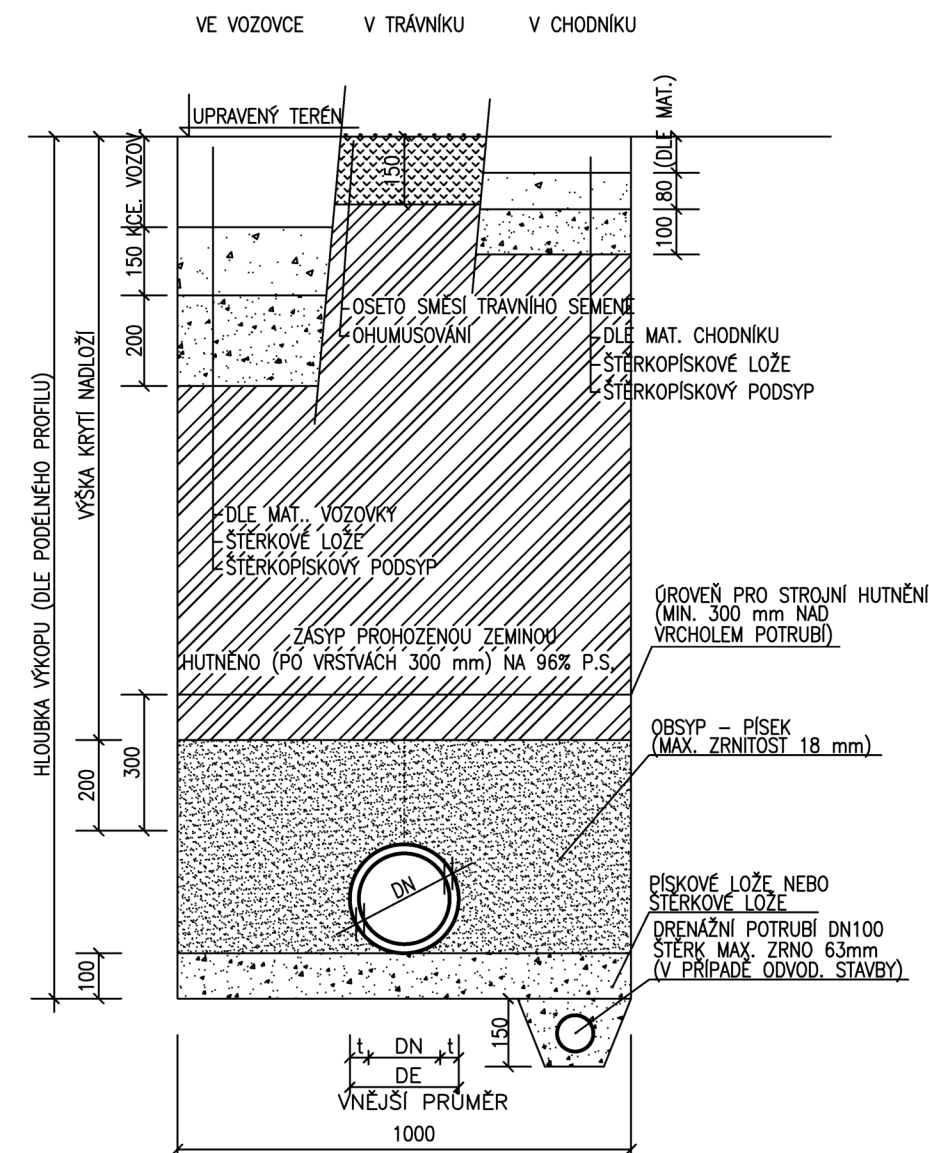 VE VOZOVCE
V TRÁVNÍKU
V CHODNÍKU
UPRAVENÝ TERÉN
KCE. VOZOV.
150
200
150
(DLE MAT.)
80
100
OSETO SMĚSÍ TRAVNÍHO SEMENE
OHUMUSOVÁNÍ
DLE MAT. CHODNÍKU
ŠTĚRKOPÍSKOVÉ LOŽE
ŠTĚRKOPÍSKOVÝ PODSYP
HLOUBKA VÝKOPU (DLE PODÉLNÉHO PROFILU)
VÝŠKA KRYTÍ NADLOŽÍ
DLE MAT.. VOZOVKY
ŠTĚRKOVÉ LOŽE
ŠTĚRKOPÍSKOVÝ PODSYP
ZÁSYP PROHOZENOU ZEMINOU
HUTNĚNO (PO VRSTVÁCH 300 mm) NA 96% P.S.
ÚROVEŇ PRO STROJNÍ HUTNĚNÍ
(MIN. 300 mm NAD
VRCHOLEM POTRUBÍ)
OBSYP – PÍSEK
(MAX. ZRNITOST 18 mm)
200
300
DN
PÍSKOVÉ LOŽE NEBO
ŠTĚRKOVÉ LOŽE
DRENÁŽNÍ POTRUBÍ DN100
ŠTĚRK MAX. ZRNO 63mm
(V PŘÍPADĚ ODVOD. STAVBY)
100
150
t DN t
DE
VNĚJŠÍ PRŮMĚR
1000